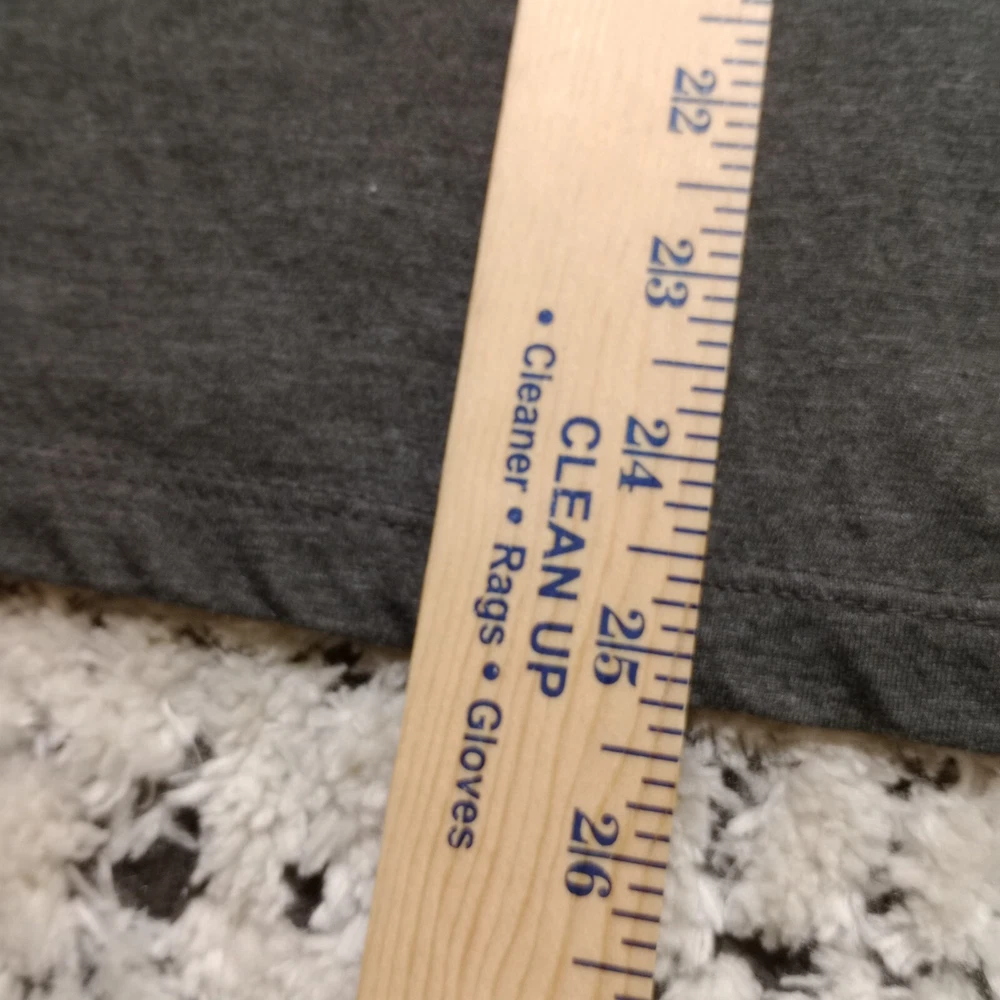 22
23
24
25
26
CLEAN UP
• Cleaner • Rags • Gloves